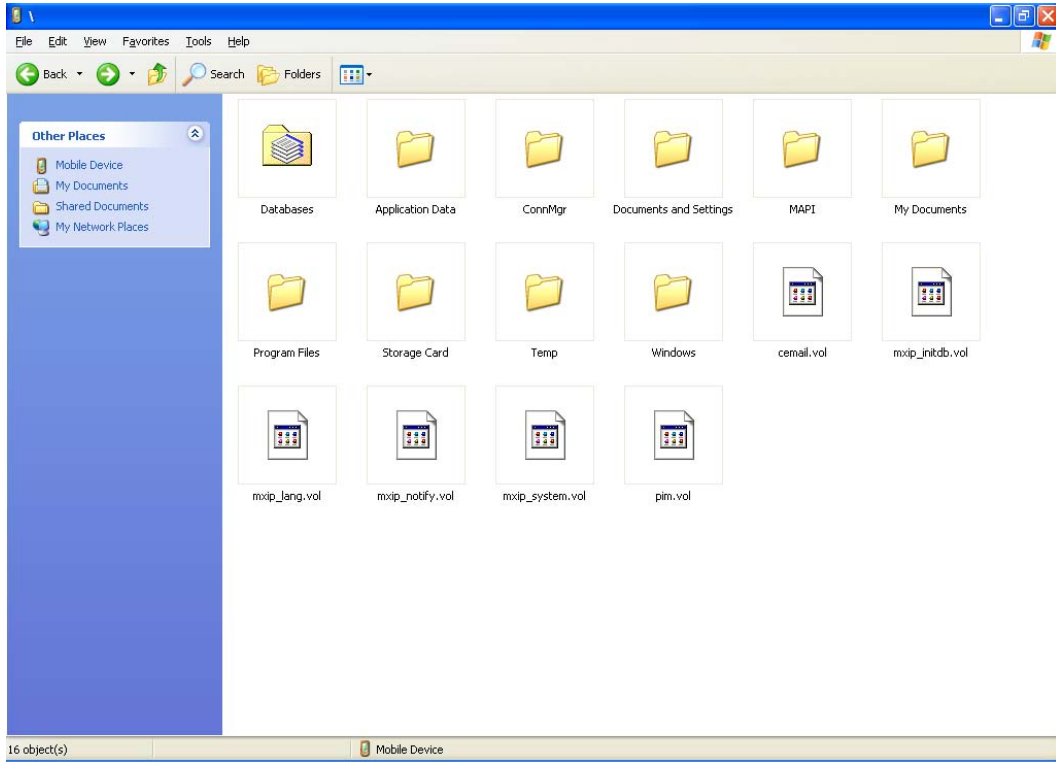 \
File Edit View Favorites Tools Help
Back Search Folders
Other Places
Mobile Device
My Documents
Shared Documents
My Network Places
Databases Application Data ConnMgr Documents and Settings MAPI My Documents
Program Files Storage Card Temp Windows cemail.vol mxip_initdb.vol
mxip_lang.vol mxip_notify.vol mxip_system.vol pim.vol
16 object(s) Mobile Device